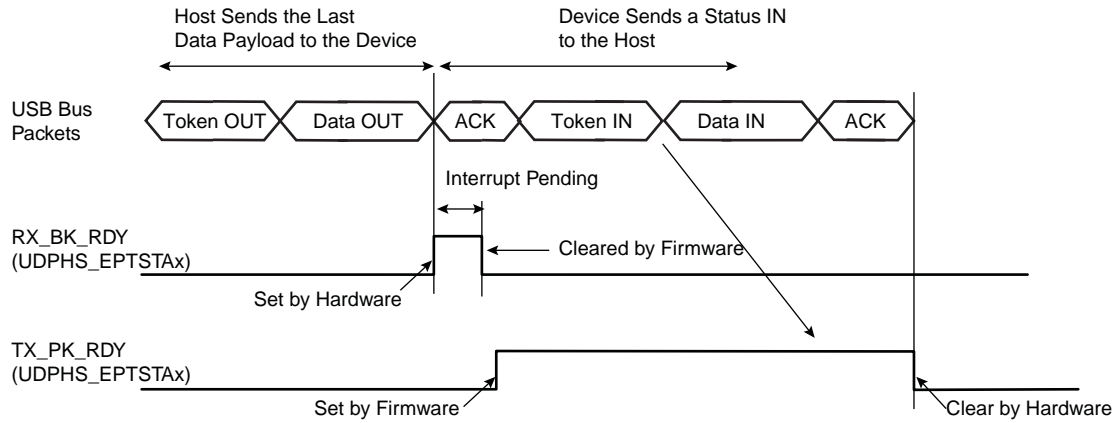 Host Sends the Last
Data Payload to the Device
Device Sends a Status IN
to the Host
USB Bus
Packets
Token OUT
Data OUT
ACK
Token IN
Data IN
ACK
Interrupt Pending
RX_BK_RDY
(UDPHS_EPTSTAx)
Cleared by Firmware
Set by Hardware
TX_PK_RDY
(UDPHS_EPTSTAx)
Set by Firmware
Clear by Hardware